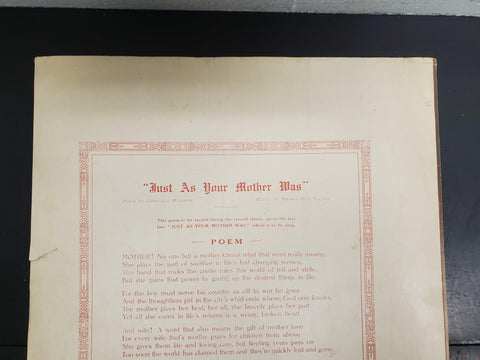 "Just As Your Mother Was"
This poem to be recited during the second chorus up to the last
line "JUST AS YOUR MOTHER WAS," which is to be sung.
POEM
MOTHER! No one but a mother knows what that word really means,
She plays the part of sacrifice in life's fast changing scenes,
The hand that rocks the cradle rules this world of toil and strife,
But she gains that power by giving up the dearest things in life.
For the boy must serve his country as off to war he goes
And the thoughtless girl in the city's whirl ends where, God only knows,
The mother gives her best, her all, she bravely plays her part
Yet all she earns in life's returns is a weary, broken heart.
And wife! A word that also means the gift of mother love
For every wife that's worthy prays for children from above
She gives them life and loving care, but fleeting years pass on
Too soon the world has claimed them and they're quickly lost and gone.